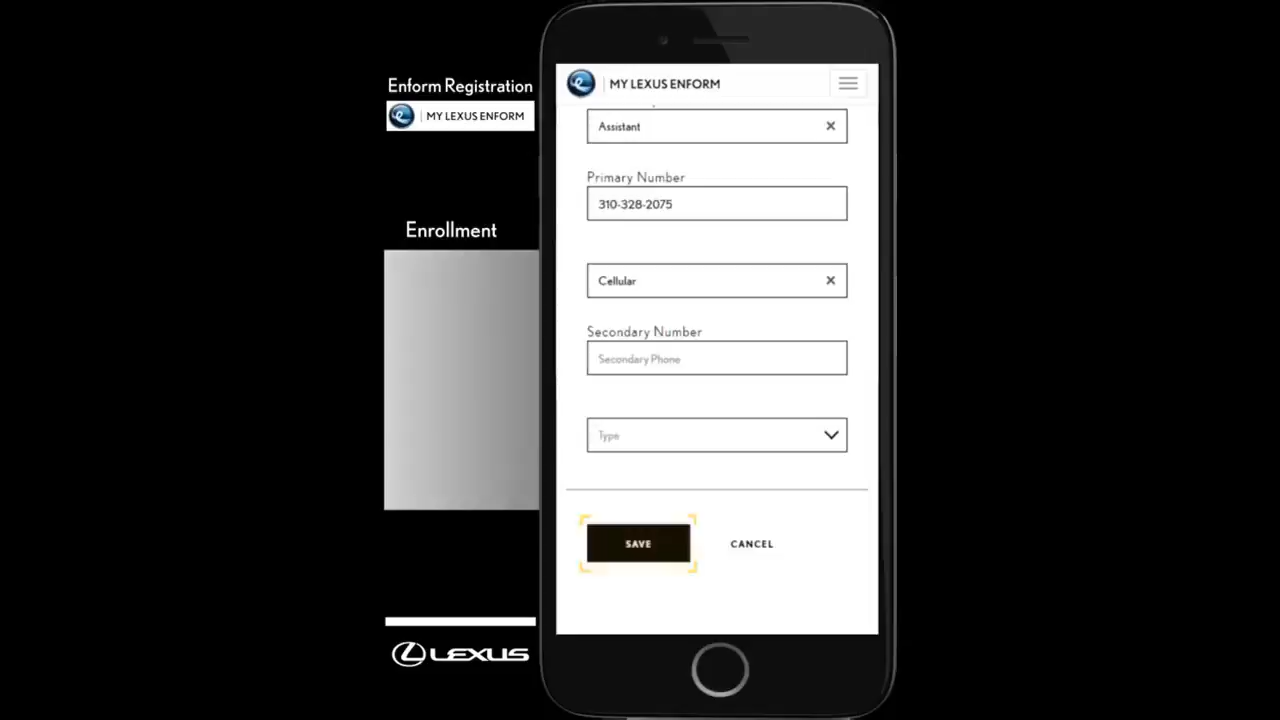 Enform Registration
MY LEXUS ENFORM
Enrollment
LEXUS
MY LEXUS ENFORM
Assistant
Primary Number
310-328-2075
Cellular
Secondary Number
Secondary Phone
Type
SAVE
CANCEL